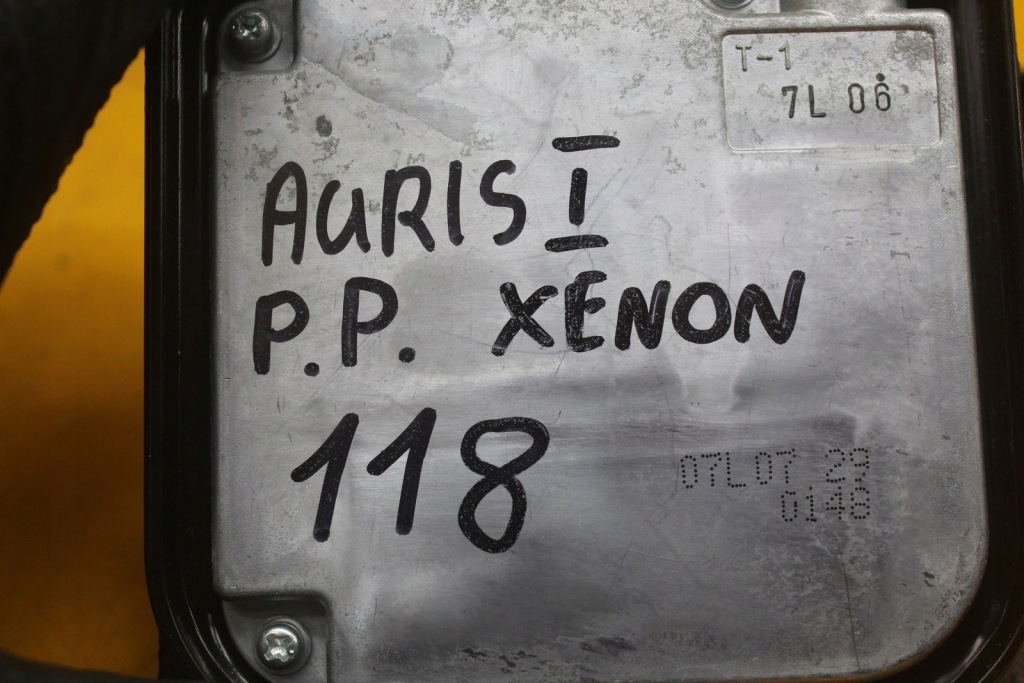 T-1
7L 06
AURIS I
P.P. XENON
118
07L07 29
0148